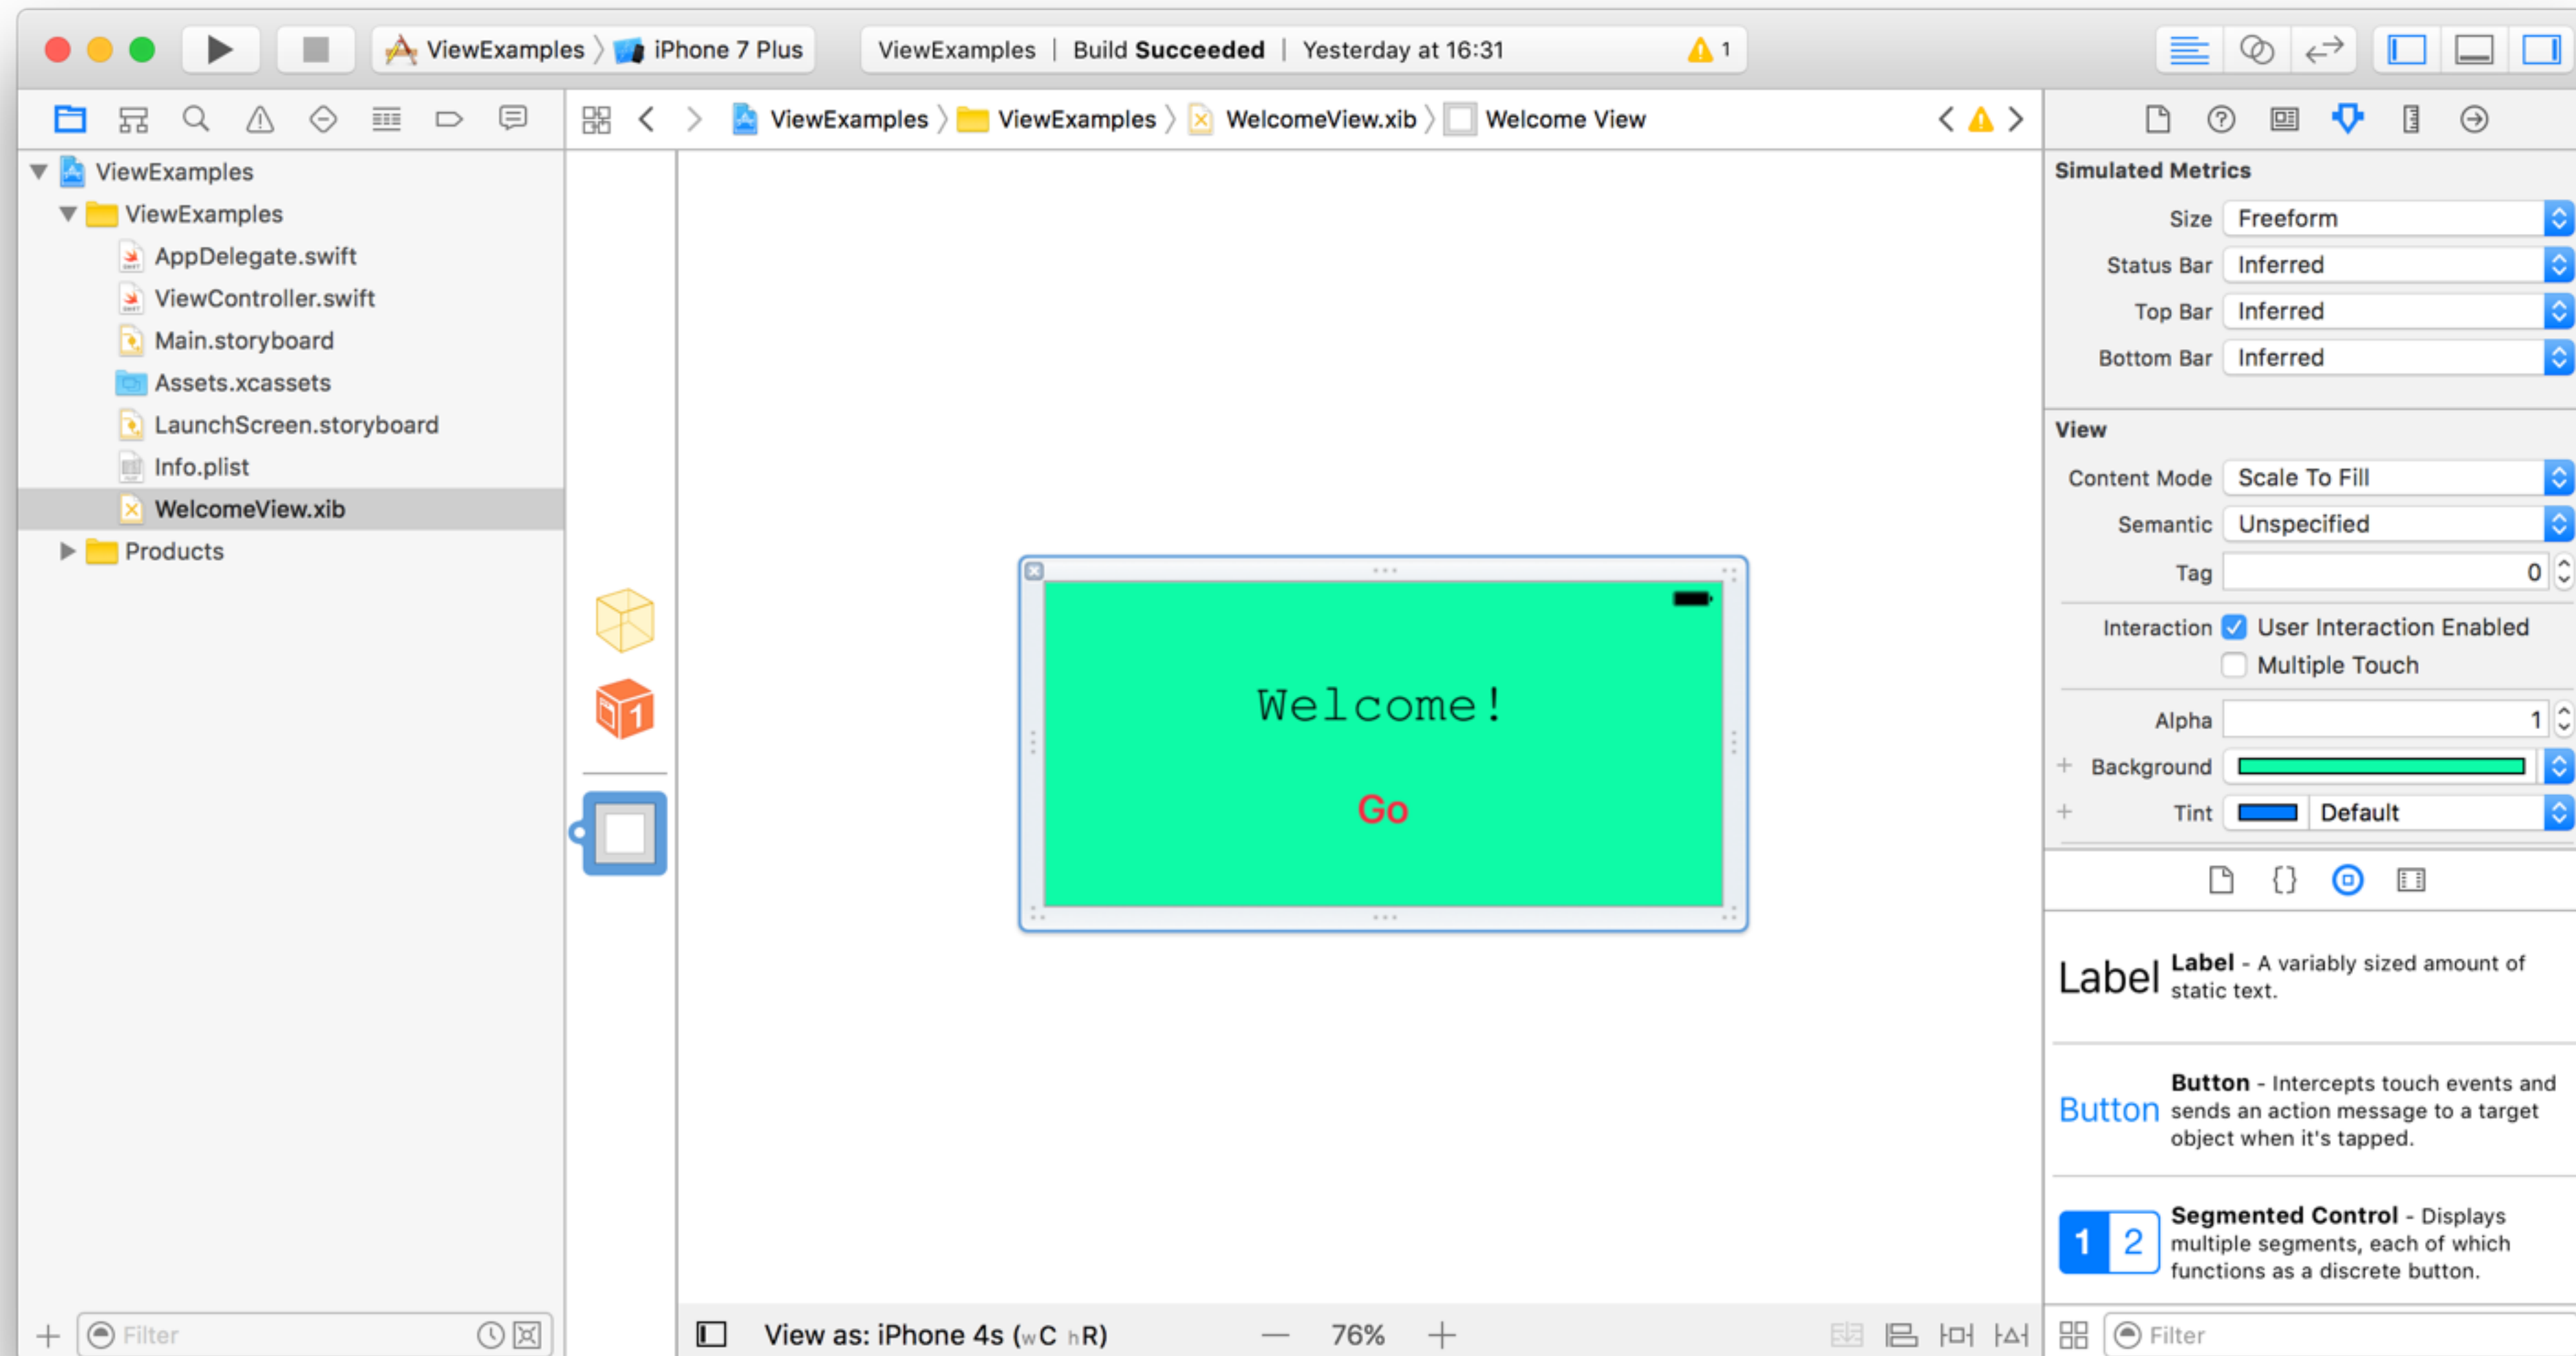 ViewExamples 〉 iPhone 7 Plus
ViewExamples | Build Succeeded | Yesterday at 16:31
1
ViewExamples 〉 ViewExamples 〉 WelcomeView.xib 〉 Welcome View
ViewExamples
ViewExamples
AppDelegate.swift
ViewController.swift
Main.storyboard
Assets.xcassets
LaunchScreen.storyboard
Info.plist
WelcomeView.xib
Products
Filter
1
Welcome!
Go
View as: iPhone 4s (wC hR)
76%
Simulated Metrics
Size Freeform
Status Bar Inferred
Top Bar Inferred
Bottom Bar Inferred
View
Content Mode Scale To Fill
Semantic Unspecified
Tag 0
Interaction User Interaction Enabled
Multiple Touch
Alpha 1
+ Background
+ Tint Default
{}
Label
Label - A variably sized amount of
static text.
Button
Button - Intercepts touch events and
sends an action message to a target
object when it's tapped.
1 2
Segmented Control - Displays
multiple segments, each of which
functions as a discrete button.
Filter